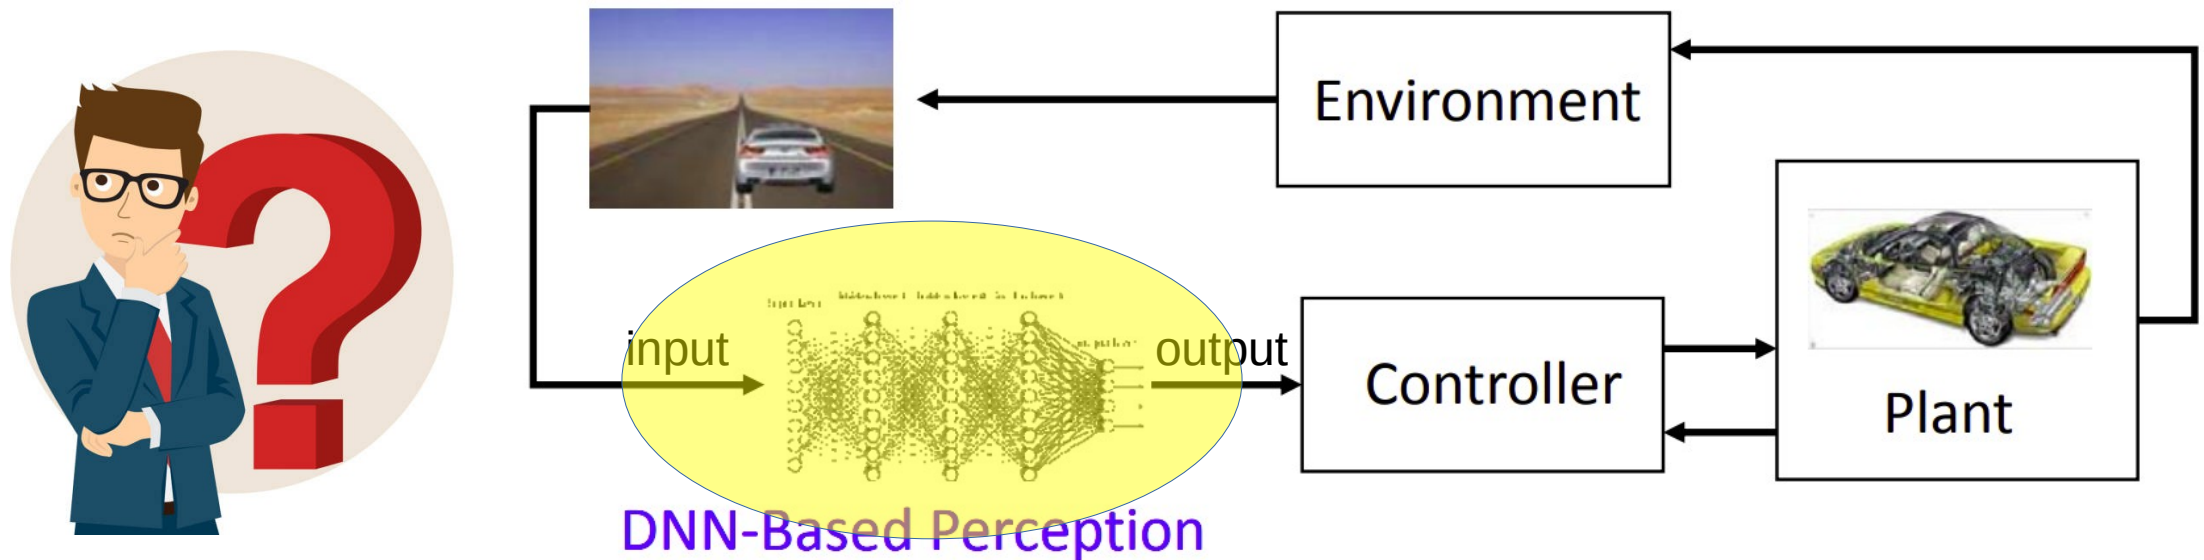 Environment
input
output
Controller
Plant
DNN-Based Perception